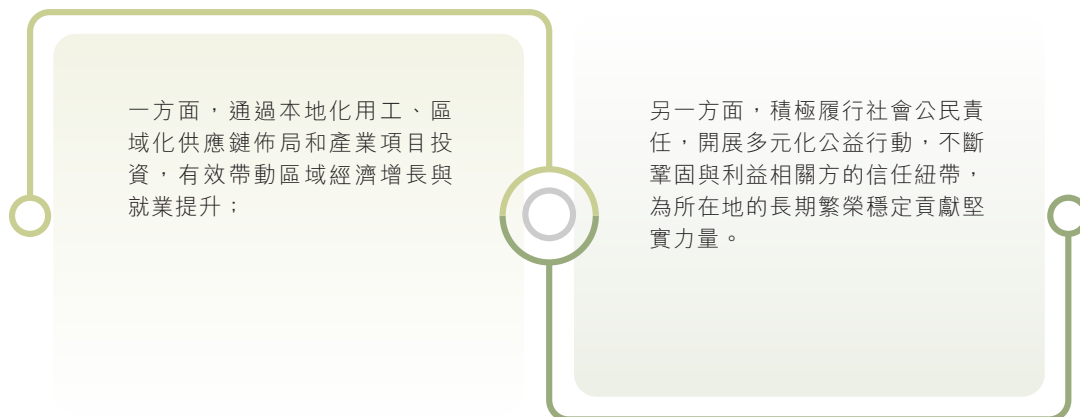 一方面，通過本地化用工、區
域化供應鏈佈局和產業項目投
資，有效帶動區域經濟增長與
就業提升；
另一方面，積極履行社會公民責
任，開展多元化公益行動，不斷
鞏固與利益相關方的信任紐帶，
為所在地的長期繁榮穩定貢獻堅
實力量。